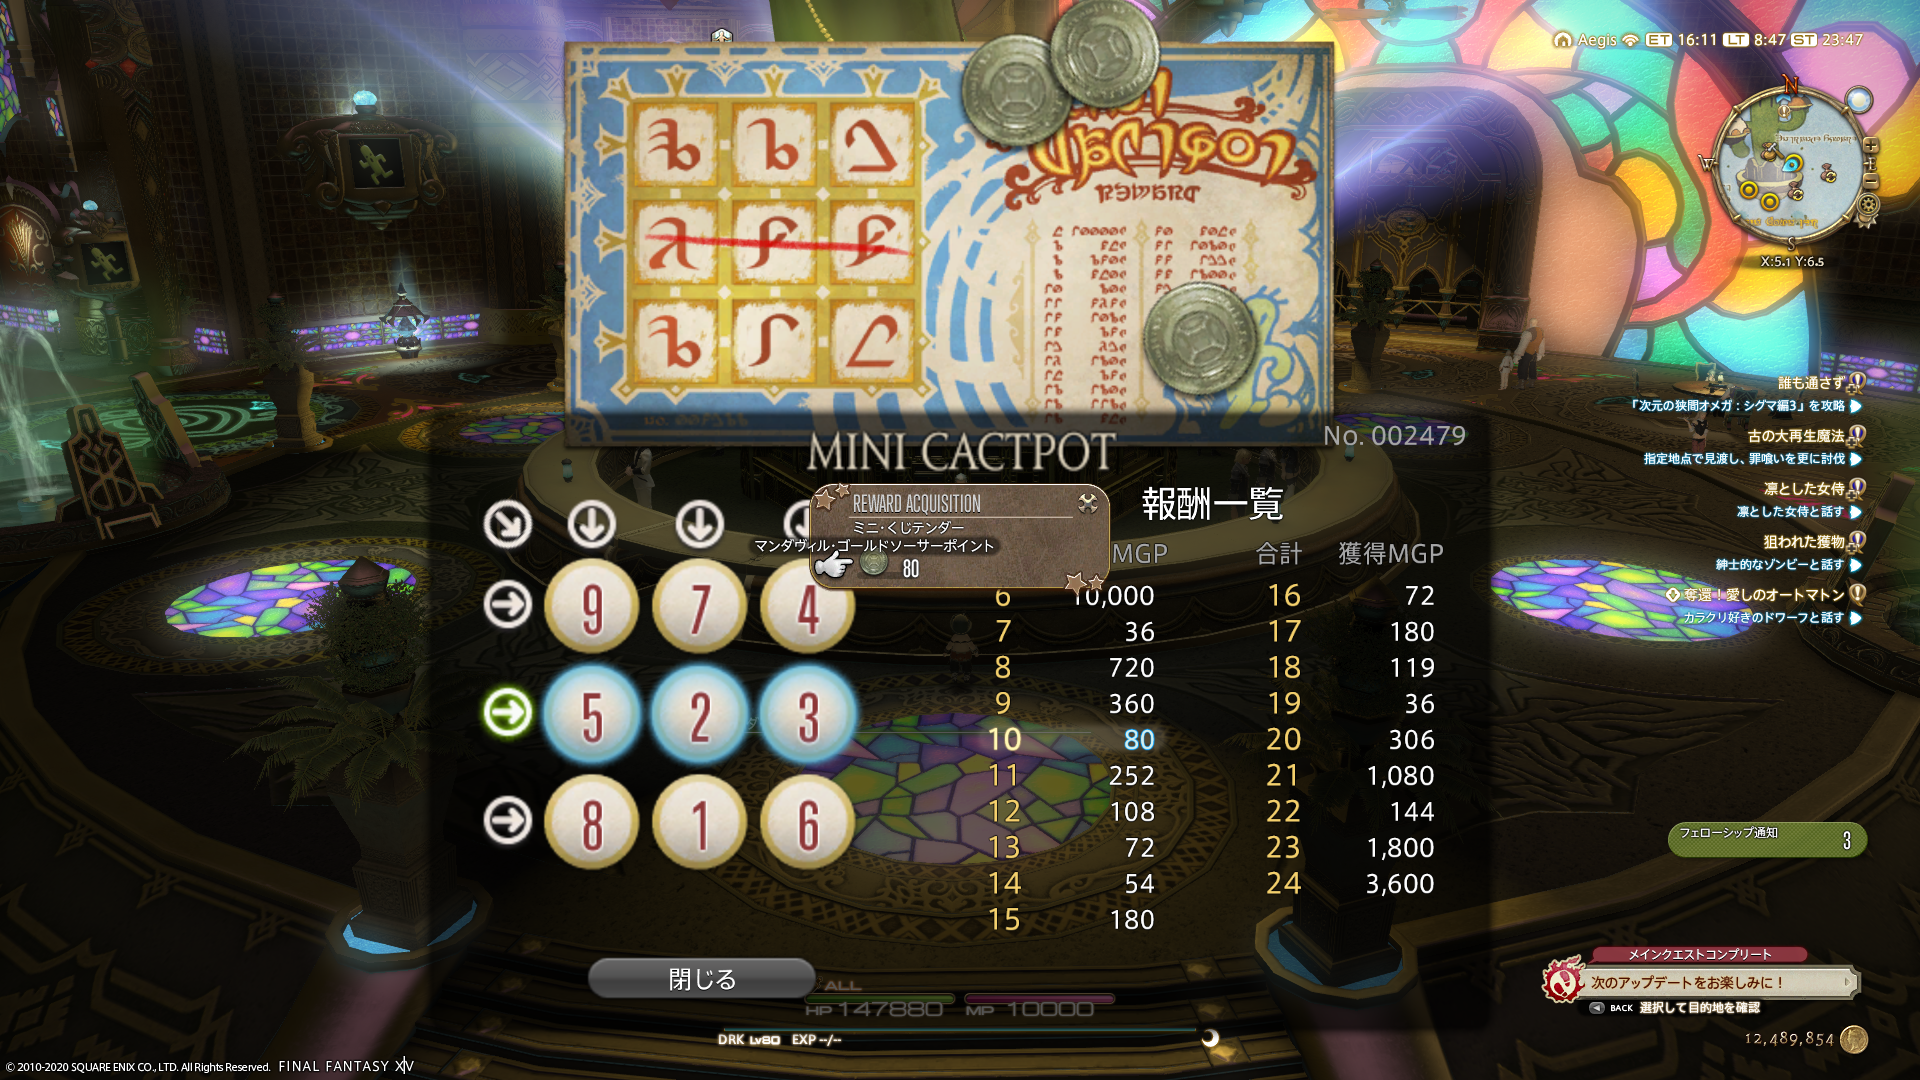 Aegis ET 16:11 LT 8:47 ST 23:47
N
W
S
X:5.1 Y:6.5
No. 002479
MINI CACTPOT
REWARD ACQUISITION
ミニ・くじテンダー
マンダヴィル・ゴールドソーサーポイント
80
報酬一覧
MGP 合計 獲得MGP
9 7 4
5 2 3
8 1 6
6 10,000 16 72
7 36 17 180
8 720 18 119
9 360 19 36
10 80 20 306
11 252 21 1,080
12 108 22 144
13 72 23 1,800
14 54 24 3,600
15 180
閉じる
誰も通さず
「次元の狭間オメガ：シグマ編3」を攻略
古の大再生魔法
指定地点で見渡し、罪喰いを更に討伐
凛とした女侍
凛とした女侍と話す
狙われた獲物
紳士的なゾンビーと話す
奪還！愛しのオートマトン
カラクリ好きのドワーフと話す
フェローシップ通知 3
メインクエストコンプリート
次のアップデートをお楽しみに！
BACK 選択して目的地を確認
12,489,854
ALL
HP 147880 MP 10000
DRK Lv80 EXP --/--
© 2010-2020 SQUARE ENIX CO., LTD. All Rights Reserved. FINAL FANTASY XIV